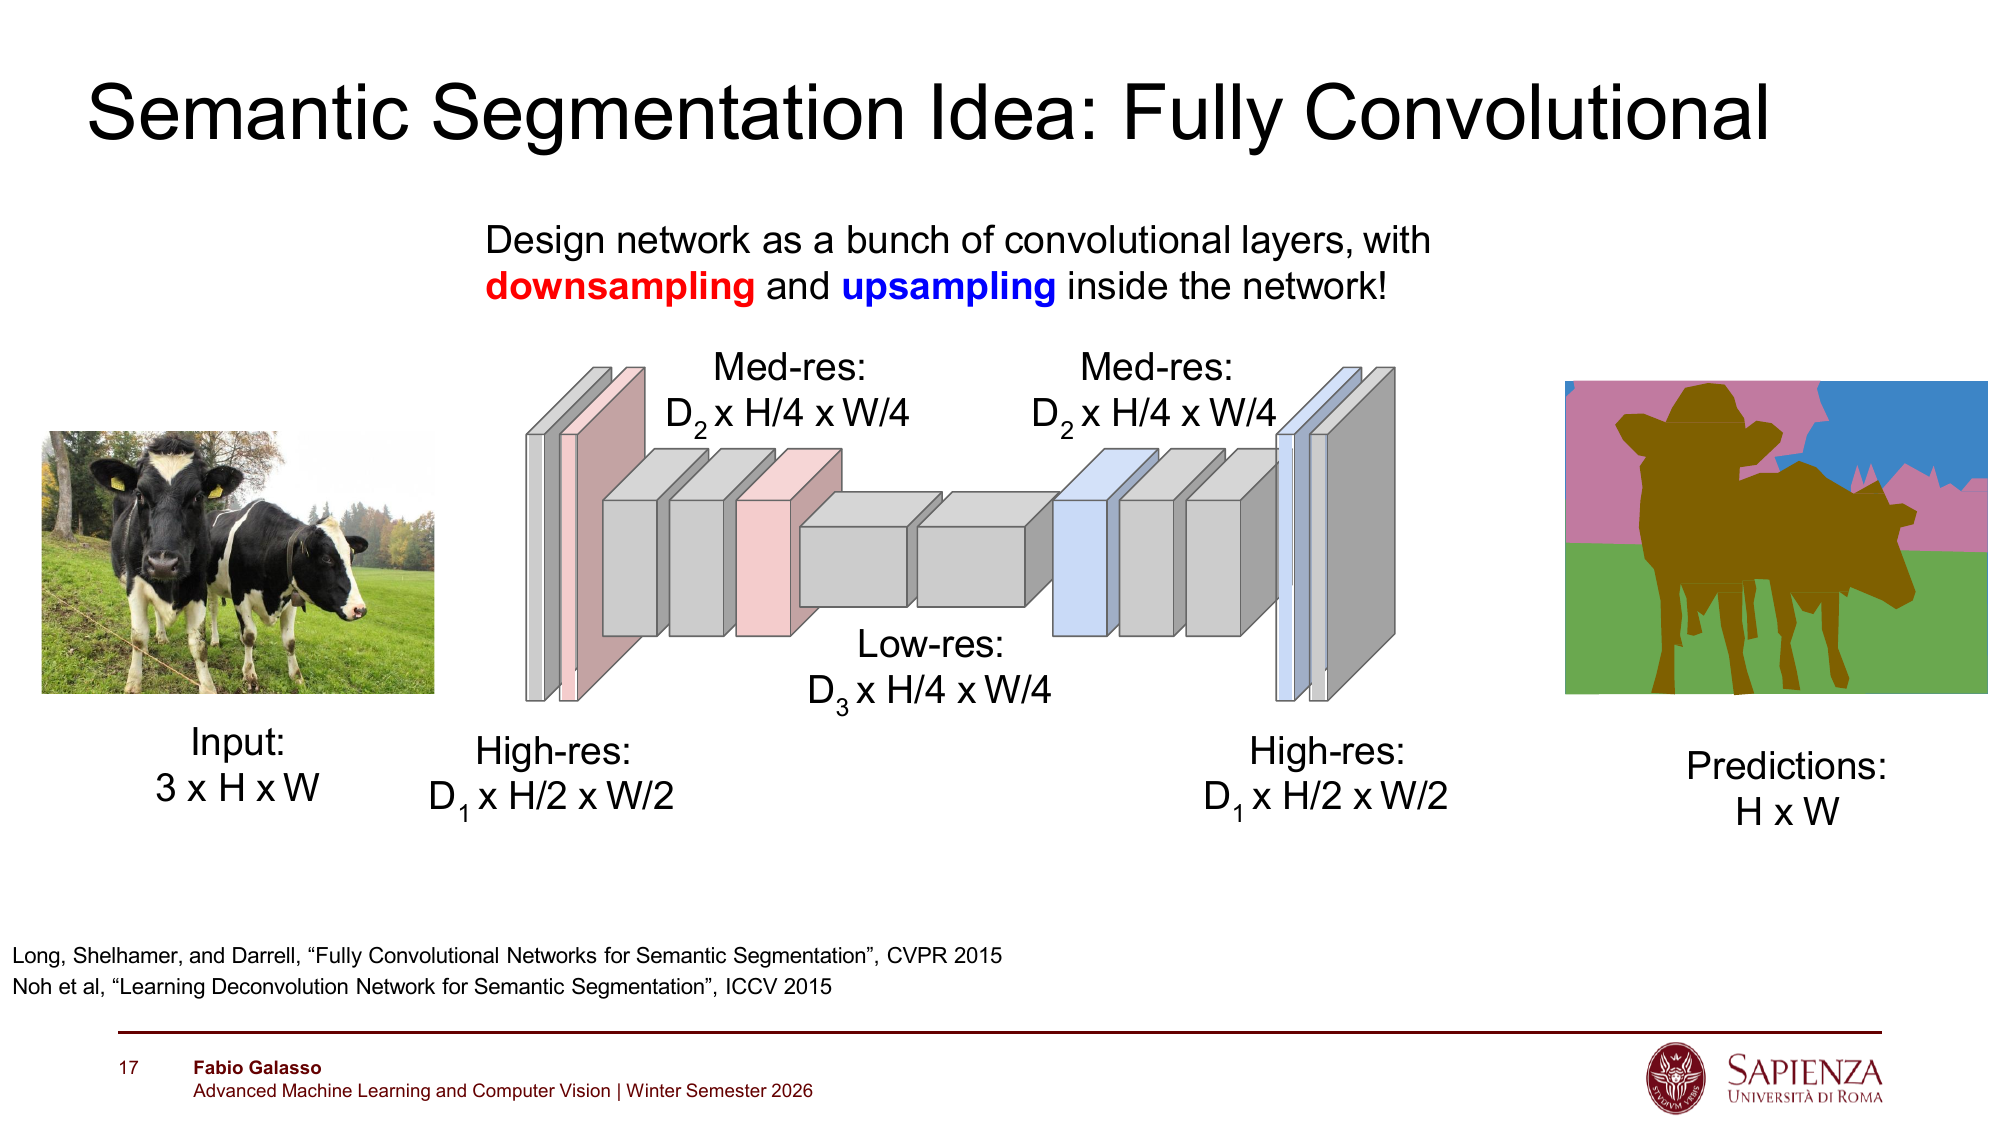 Semantic Segmentation Idea: Fully Convolutional
Design network as a bunch of convolutional layers, with
downsampling and upsampling inside the network!
Med-res:
D2 x H/4 x W/4
Med-res:
D2 x H/4 x W/4
Low-res:
D3 x H/4 x W/4
Input:
3 x H x W
High-res:
D1 x H/2 x W/2
High-res:
D1 x H/2 x W/2
Predictions:
H x W
Long, Shelhamer, and Darrell, “Fully Convolutional Networks for Semantic Segmentation”, CVPR 2015
Noh et al, “Learning Deconvolution Network for Semantic Segmentation”, ICCV 2015
17
Fabio Galasso
Advanced Machine Learning and Computer Vision | Winter Semester 2026
SAPIENZA
UNIVERSITÀ DI ROMA